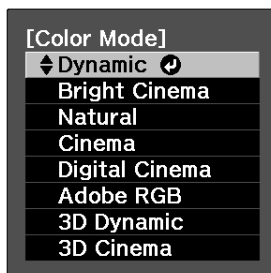 [Color Mode]
Dynamic
Bright Cinema
Natural
Cinema
Digital Cinema
Adobe RGB
3D Dynamic
3D Cinema